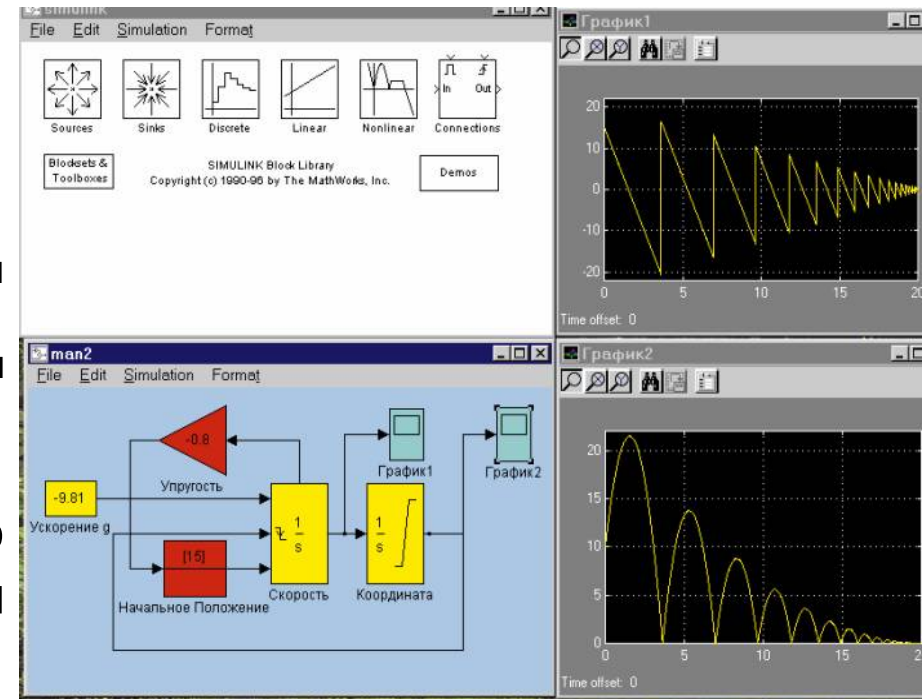 simulink
File Edit Simulation Format
Sources Sinks Discrete Linear Nonlinear Connections
In Out
Blocksets & Toolboxes
SIMULINK Block Library
Copyright (c) 1990-96 by The MathWorks, Inc.
Demos
График1
20
10
0
-10
-20
0 5 10 15 20
Time offset: 0
man2
File Edit Simulation Format
-0.8
Упругость
График1
График2
-9.81
Ускорение g
1
s
Скорость
1
s
Координата
[15]
Начальное Положение
График2
20
15
10
5
0
0 5 10 15 20
Time offset: 0